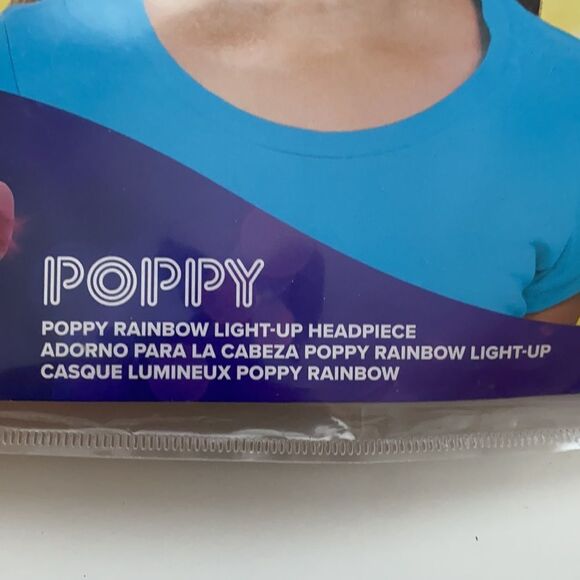 POPPY
POPPY RAINBOW LIGHT-UP HEADPIECE
ADORNO PARA LA CABEZA POPPY RAINBOW LIGHT-UP
CASQUE LUMINEUX POPPY RAINBOW